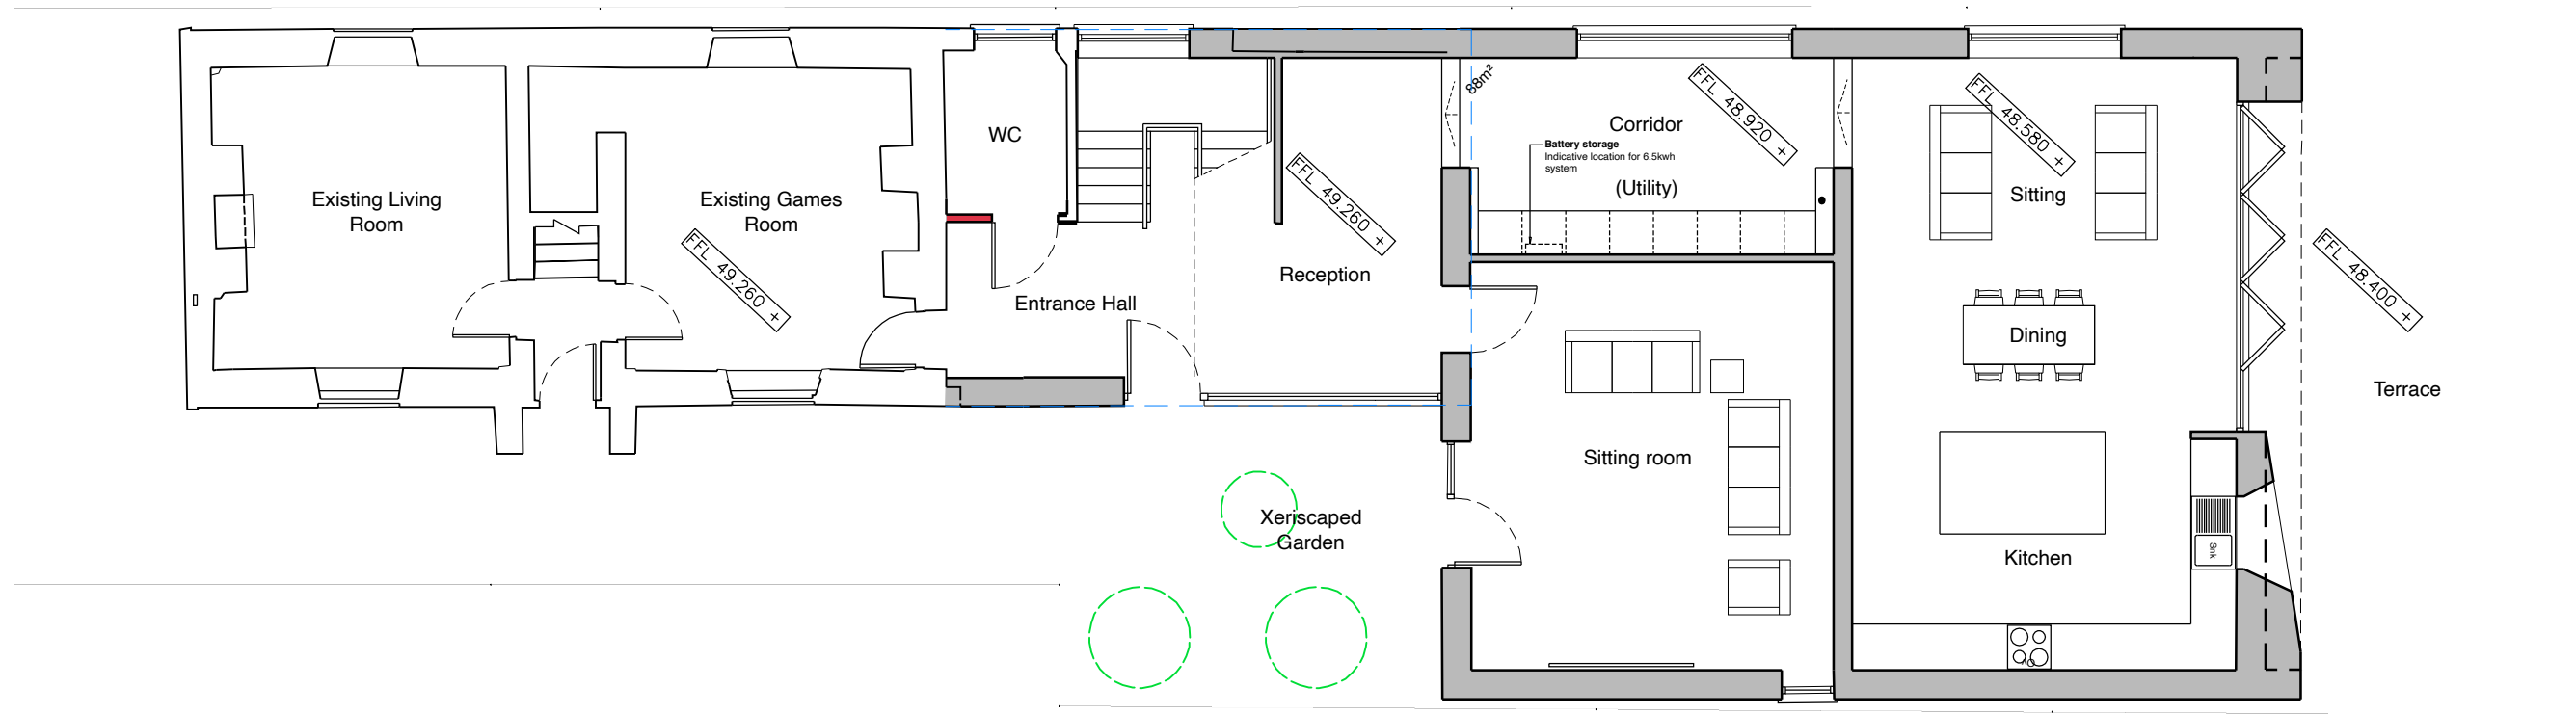 Existing Living
Room
FFL 49.260 +
Existing Games
Room
WC
Entrance Hall
FFL 49.260 +
Reception
88m²
Corridor
Battery storage
Indicative location for 6.5kwh
system
(Utility)
FFL 48.920 +
FFL 48.580 +
Sitting
Dining
Kitchen
Snk
FFL 48.400 +
Terrace
Sitting room
Xeriscaped
Garden